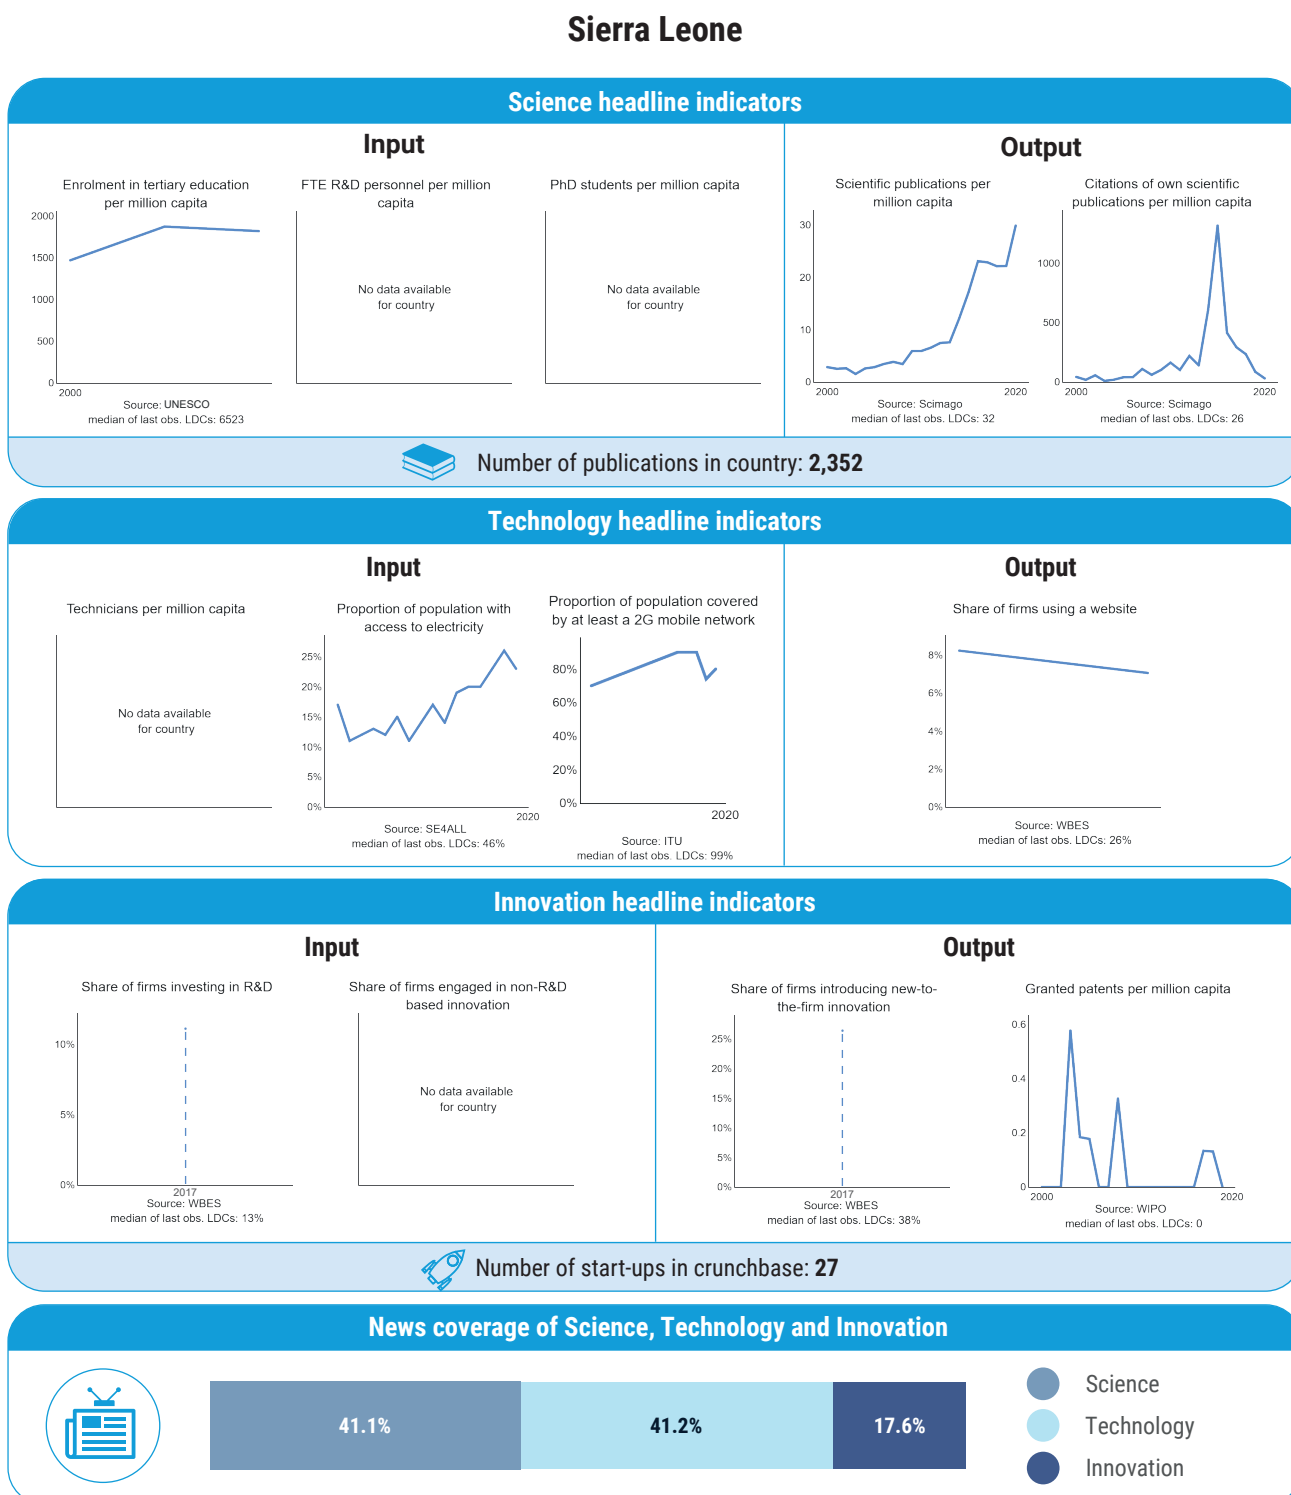 Sierra Leone
Science headline indicators
Input
Enrolment in tertiary education
per million capita
2000
1500
1000
500
0
2000
Source: UNESCO
median of last obs. LDCs: 6523
FTE R&D personnel per million
capita
No data available
for country
PhD students per million capita
No data available
for country
Output
Scientific publications per
million capita
30
20
10
0
2000
2020
Source: Scimago
median of last obs. LDCs: 32
Citations of own scientific
publications per million capita
1000
500
0
2000
2020
Source: Scimago
median of last obs. LDCs: 26
Number of publications in country: 2,352
Technology headline indicators
Input
Technicians per million capita
No data available
for country
Proportion of population with
access to electricity
25%
20%
15%
10%
5%
0%
2020
Source: SE4ALL
median of last obs. LDCs: 46%
Proportion of population covered
by at least a 2G mobile network
80%
60%
40%
20%
0%
2020
Source: ITU
median of last obs. LDCs: 99%
Output
Share of firms using a website
8%
6%
4%
2%
0%
Source: WBES
median of last obs. LDCs: 26%
Innovation headline indicators
Input
Share of firms investing in R&D
10%
5%
0%
2017
Source: WBES
median of last obs. LDCs: 13%
Share of firms engaged in non-R&D
based innovation
No data available
for country
Output
Share of firms introducing new-to-
the-firm innovation
25%
20%
15%
10%
5%
0%
2017
Source: WBES
median of last obs. LDCs: 38%
Granted patents per million capita
0.6
0.4
0.2
0
2000
2020
Source: WIPO
median of last obs. LDCs: 0
Number of start-ups in crunchbase: 27
News coverage of Science, Technology and Innovation
41.1%
41.2%
17.6%
Science
Technology
Innovation